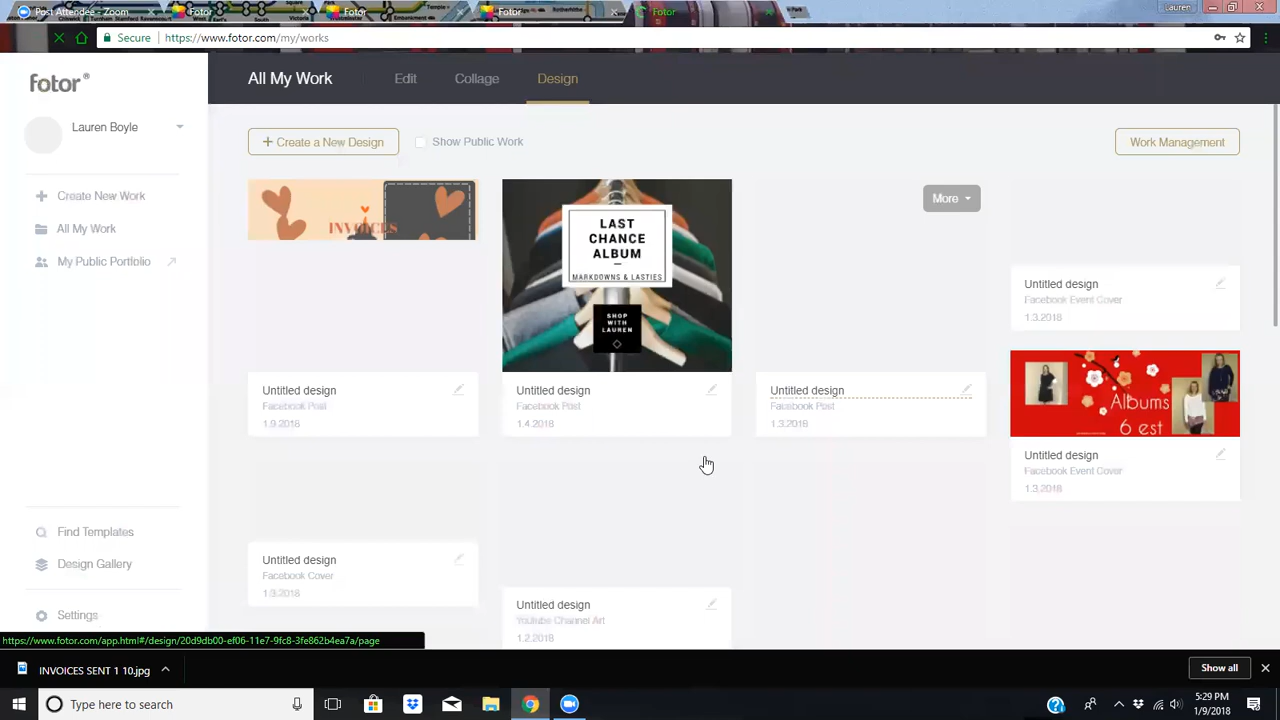 Post Attendee - Zoom
Fotor
Fotor
Fotor
Fotor
Lauren
Secure
https://www.fotor.com/my/works
fotor®
All My Work
Edit
Collage
Design
Lauren Boyle
+ Create a New Design
Show Public Work
Work Management
Create New Work
All My Work
My Public Portfolio
INVOICES
LAST
CHANCE
ALBUM
MARKDOWNS & LASTIES
SHOP
WITH
LAUREN
More
Untitled design
Facebook Event Cover
1.3.2018
Albums
6 est
Untitled design
Facebook Post
1.9.2018
Untitled design
Facebook Post
1.4.2018
Untitled design
Facebook Post
1.3.2018
Untitled design
Facebook Event Cover
1.3.2018
Find Templates
Design Gallery
Settings
Untitled design
Facebook Cover
1.3.2018
Untitled design
Youtube Channel Art
1.2.2018
https://www.fotor.com/app.html#/design/20d9db00-ef06-11e7-9fc8-3fe862b4ea7a/page
INVOICES SENT 1 10.jpg
Show all
Type here to search
5:29 PM
1/9/2018